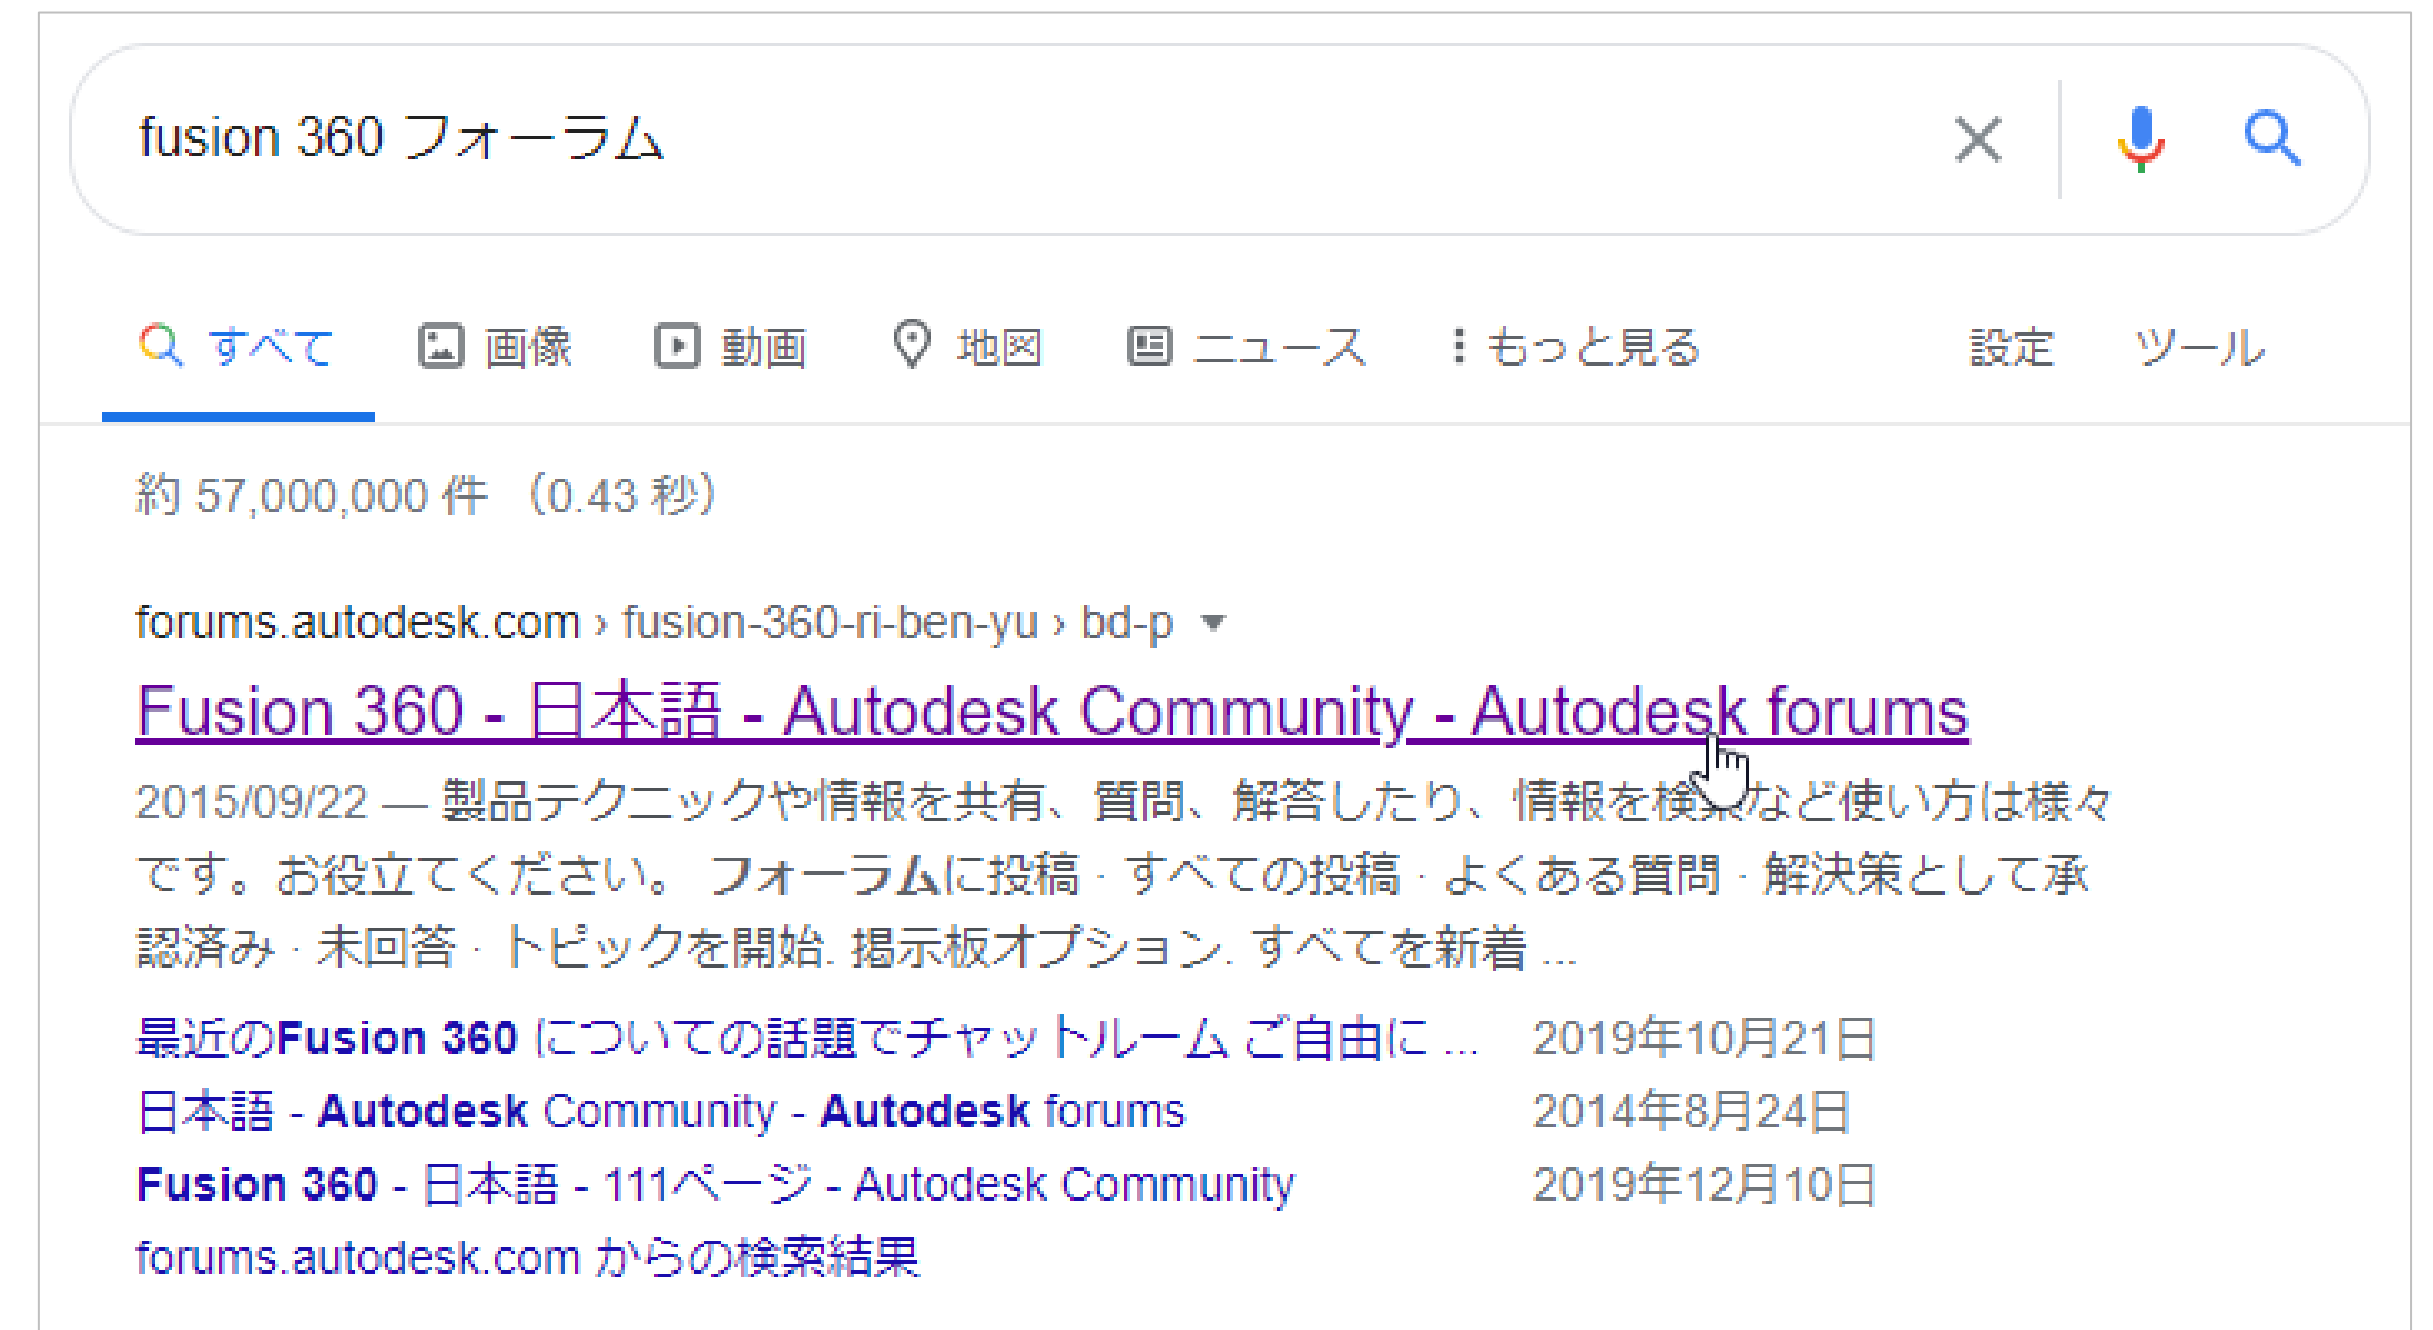 fusion 360 フォーラム
すべて 画像 動画 地図 ニュース もっと見る 設定 ツール
約 57,000,000 件 （0.43 秒）
forums.autodesk.com › fusion-360-ri-ben-yu › bd-p
Fusion 360 - 日本語 - Autodesk Community - Autodesk forums
2015/09/22 — 製品テクニックや情報を共有、質問、解答したり、情報を検索など使い方は様々
です。お役立てください。 フォーラムに投稿 · すべての投稿 · よくある質問 · 解決策として承
認済み · 未回答 · トピックを開始. 掲示板オプション. すべてを新着 ...
最近のFusion 360 についての話題でチャットルーム ご自由に ... 2019年10月21日
日本語 - Autodesk Community - Autodesk forums 2014年8月24日
Fusion 360 - 日本語 - 111ページ - Autodesk Community 2019年12月10日
forums.autodesk.com からの検索結果